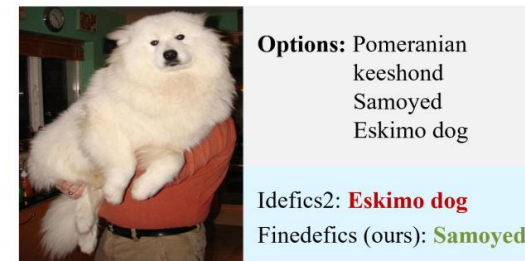 Options: Pomeranian
keeshond
Samoyed
Eskimo dog
Idefics2: Eskimo dog
Finedefics (ours): Samoyed